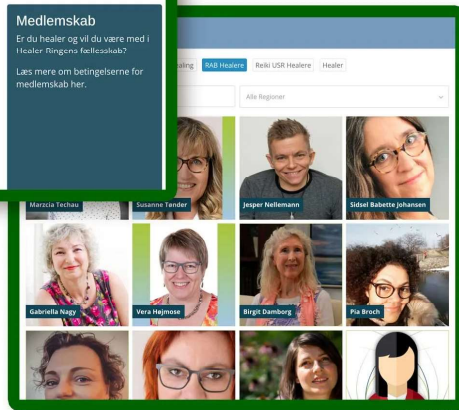 Medlemskab
Er du healer og vil du være med i
Healer Ringens fællesskab?
Læs mere om betingelserne for
medlemskab her.
RAB Healere
Reiki USR Healere
Healer
Alle Regioner
Marzcia Techau
Susanne Tønder
Jesper Nellemann
Sidsel Babette Johansen
Gabriella Nagy
Vera Højmose
Birgit Damborg
Pia Broch